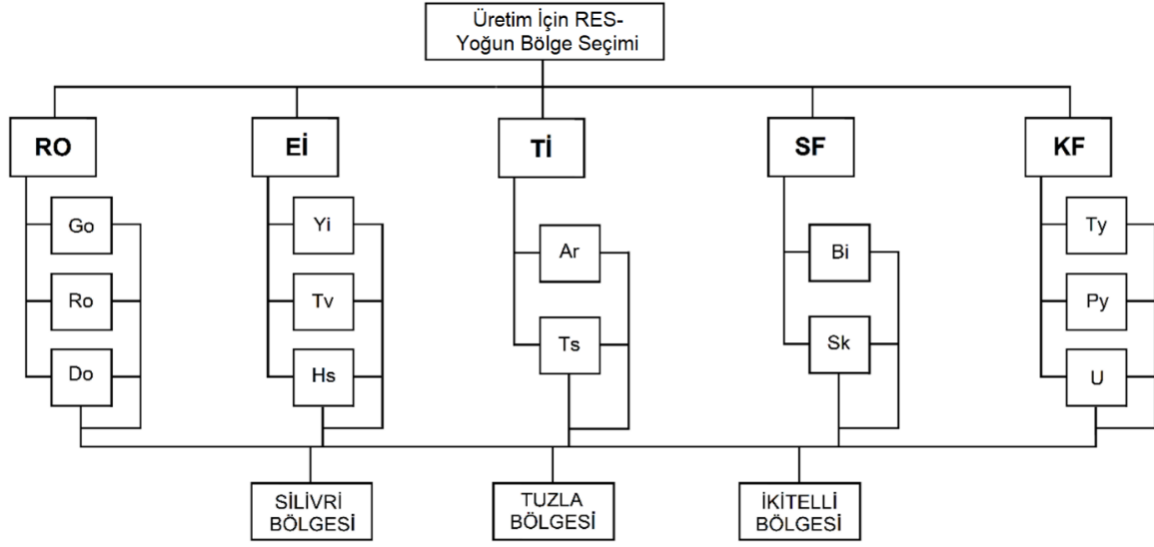 Üretim İçin RES-
Yoğun Bölge Seçimi
RO
Eİ
Tİ
SF
KF
Go
Ro
Do
Yi
Tv
Hs
Ar
Ts
Bi
Sk
Ty
Py
U
SİLİVRİ
BÖLGESİ
TUZLA
BÖLGESİ
İKİTELLİ
BÖLGESİ